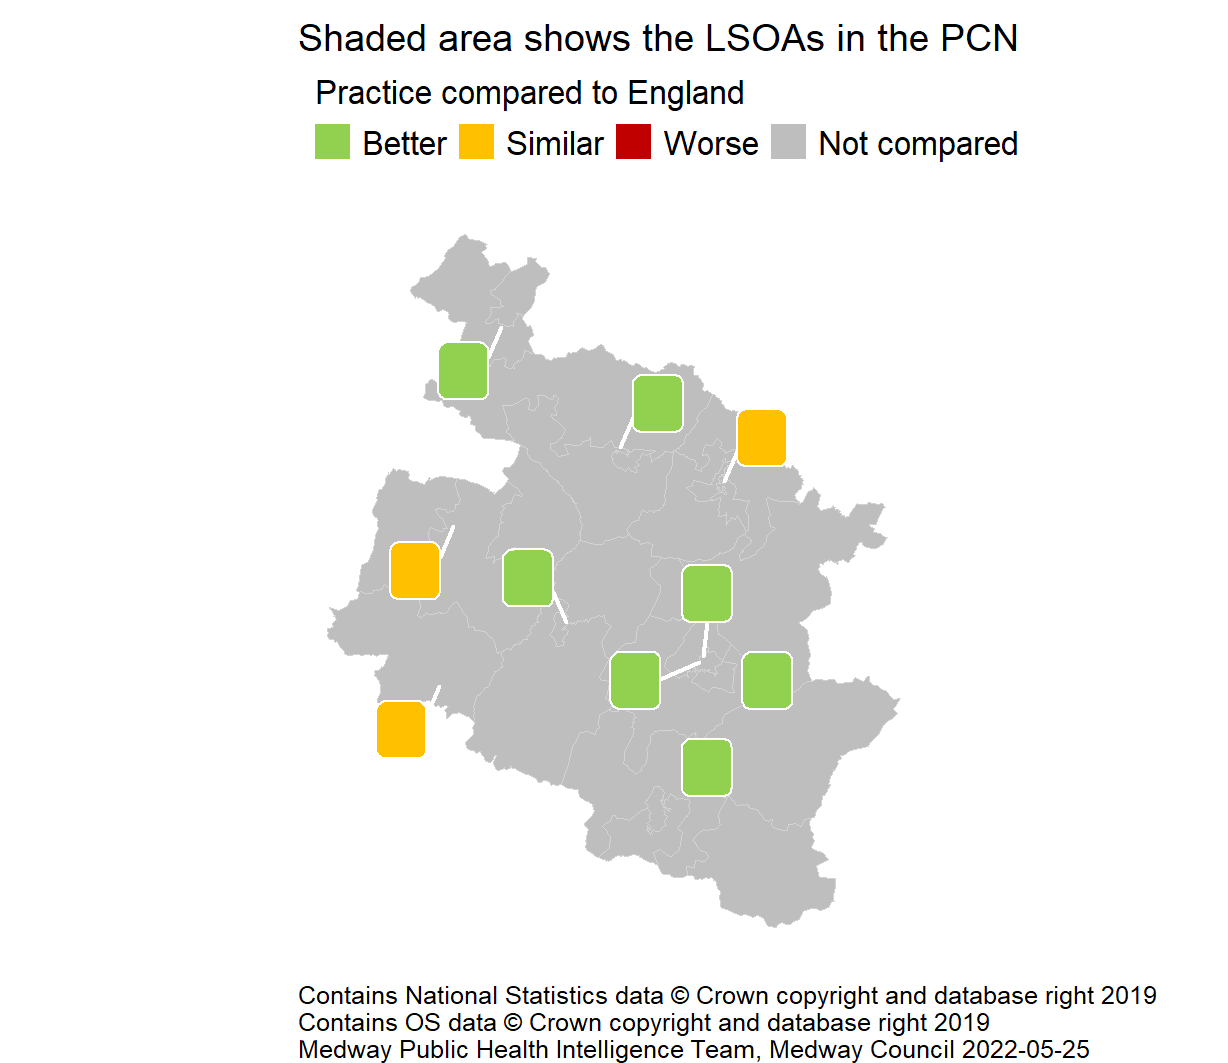 Shaded area shows the LSOAs in the PCN
Practice compared to England
Better Similar Worse Not compared
Contains National Statistics data © Crown copyright and database right 2019
Contains OS data © Crown copyright and database right 2019
Medway Public Health Intelligence Team, Medway Council 2022-05-25